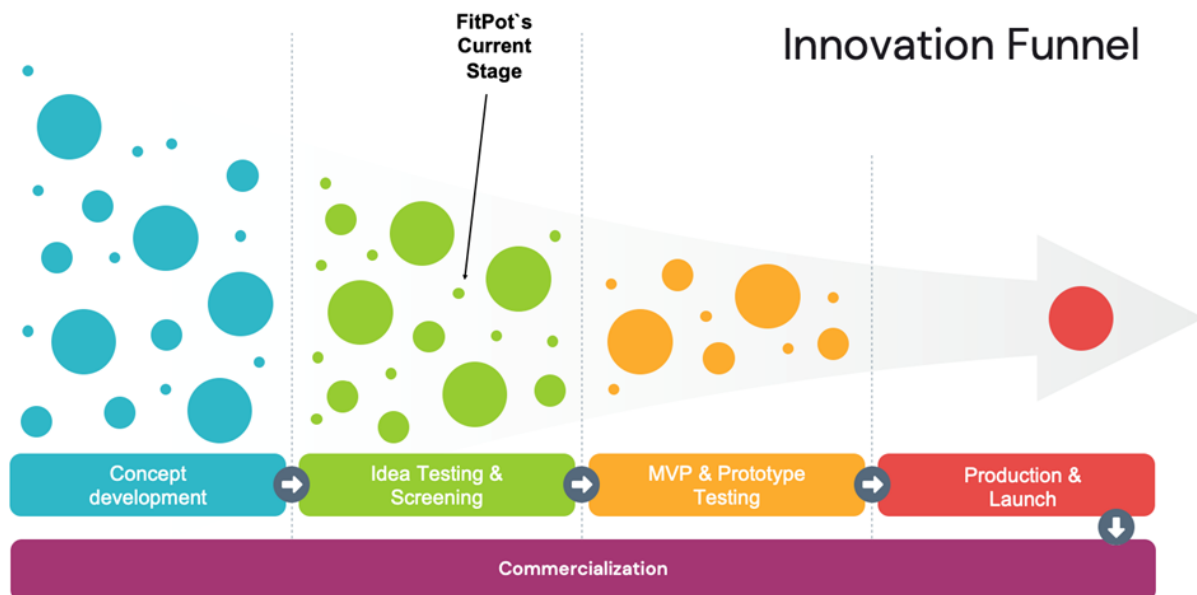 FitPot`s
Current
Stage
Innovation Funnel
Concept
development
Idea Testing &
Screening
MVP & Prototype
Testing
Production &
Launch
Commercialization